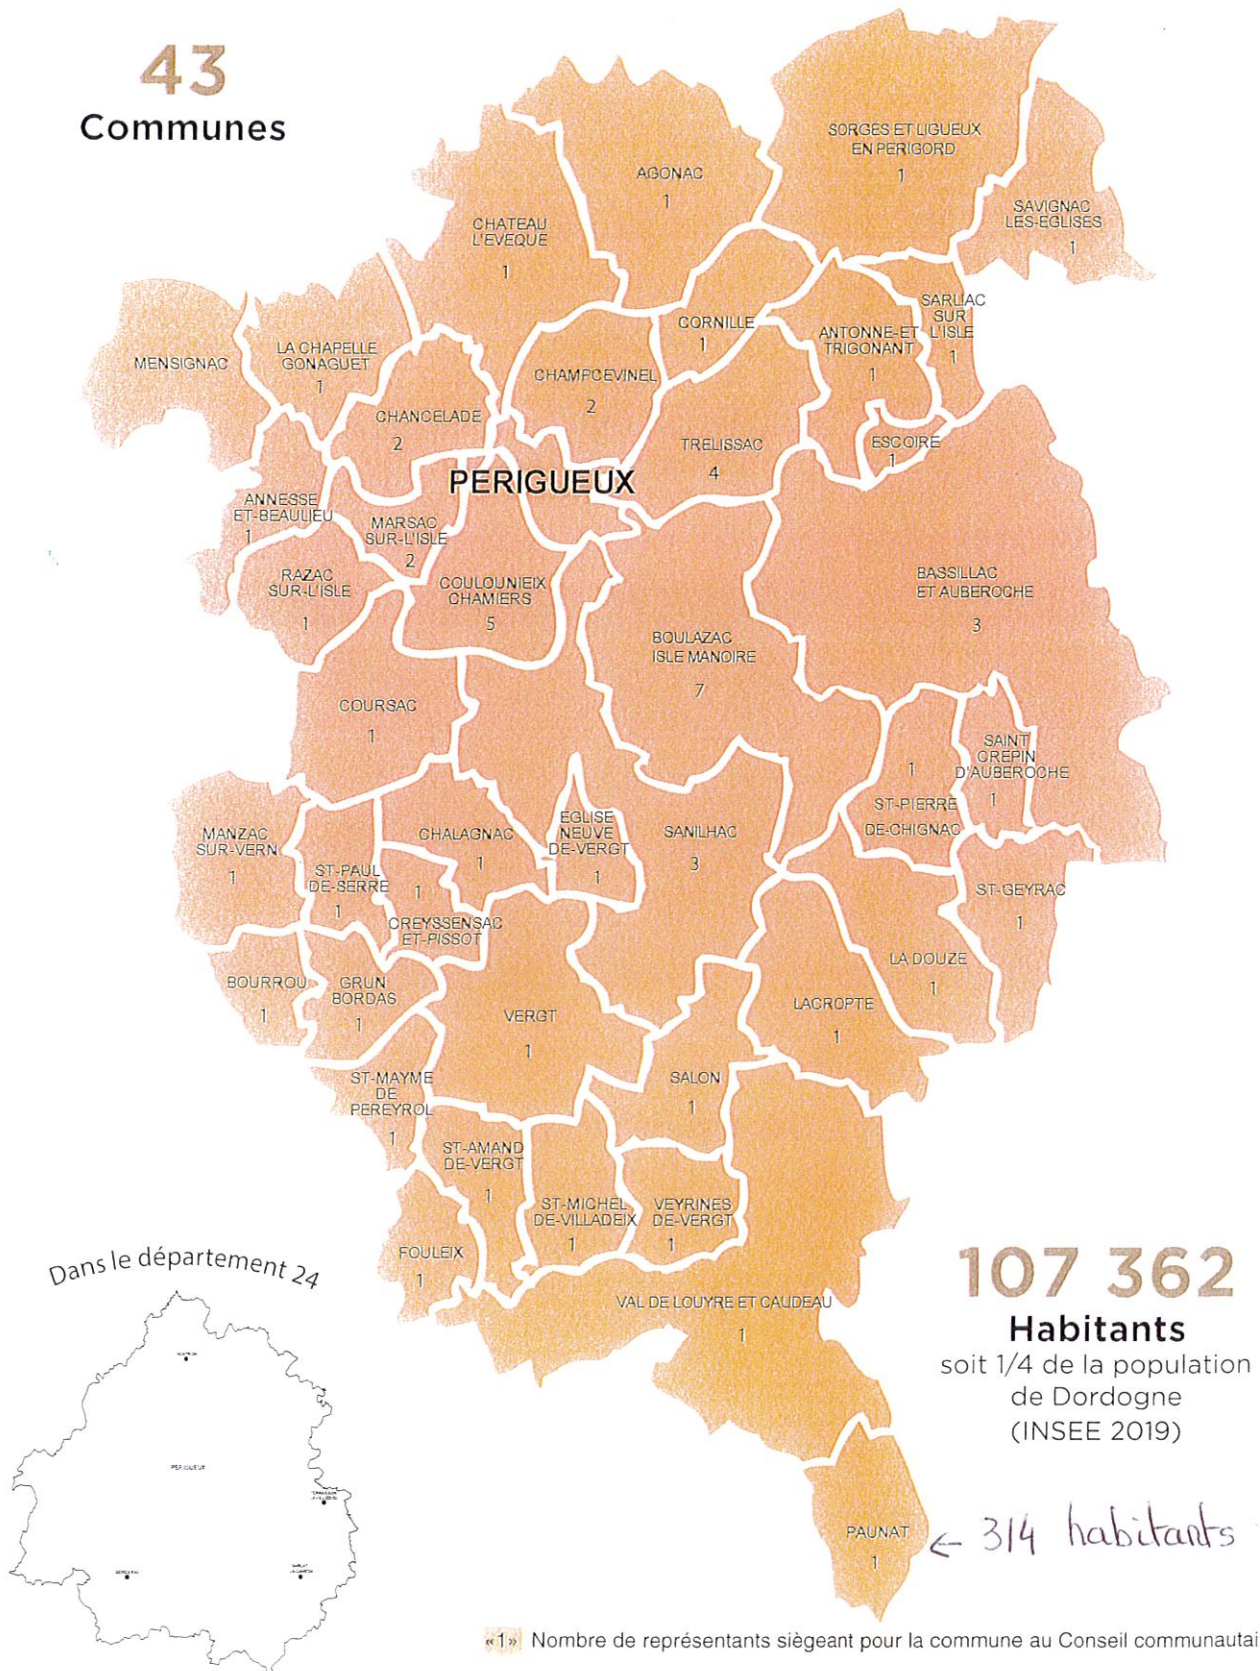 43
Communes
SORGES ET LIGUEUX
EN PERIGORD
1
AGONAC
1
SAVIGNAC
LES-EGLISES
1
CHATEAU
L'EVEQUE
1
CORNILLE
1
ANTONNE-ET
TRIGONANT
1
SARLIAC
SUR
L'ISLE
1
MENSIGNAC
LA CHAPELLE
GONAGUET
1
CHAMPCEVINEL
2
CHANCELADE
2
TRELISSAC
4
ESCOIRE
1
PERIGUEUX
ANNESSE
ET-BEAULIEU
1
MARSAC
SUR-L'ISLE
2
RAZAC
SUR-L'ISLE
1
COULOUNIEIX
CHAMIERS
5
BASSILLAC
ET AUBEROCHE
3
BOULAZAC
ISLE MANOIRE
7
COURSAC
1
SAINT
CREPIN
D'AUBEROCHE
1
1
ST-PIERRE
DE-CHIGNAC
MANZAC
SUR-VERN
1
CHALAGNAC
1
EGLISE
NEUVE
DE-VERGT
1
SANILHAC
3
ST-PAUL
DE-SERRE
1
1
CREYSSENSAC
ET-PISSOT
ST-GEYRAC
1
LA DOUZE
1
BOURROU
1
GRUN
BORDAS
1
VERGT
1
LACROPTE
1
ST-MAYME
DE
PEREYROL
1
SALON
1
ST-AMAND
DE-VERGT
1
ST-MICHEL
DE-VILLADEIX
1
VEYRINES
DE-VERGT
1
FOULEIX
1
VAL DE LOUYRE ET CAUDEAU
1
107 362
Habitants
soit 1/4 de la population
de Dordogne
(INSEE 2019)
PAUNAT
1
← 314 habitants
Dans le département 24
PERIGUEUX
«1» Nombre de représentants siégeant pour la commune au Conseil communautai